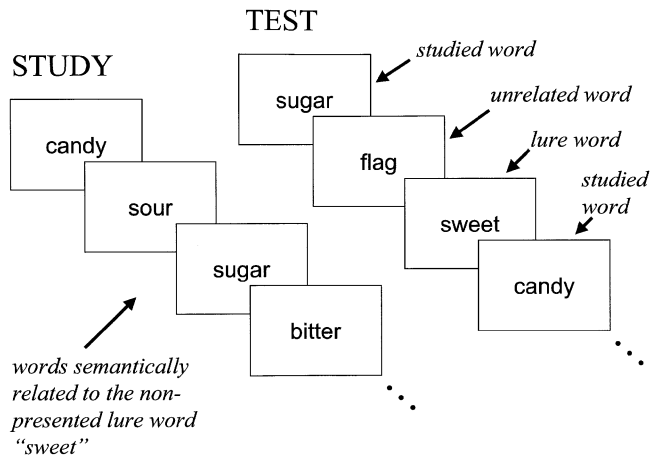 STUDY
candy
sour
sugar
bitter
words semantically
related to the non-
presented lure word
“sweet”
TEST
sugar
studied word
flag
unrelated word
sweet
lure word
candy
studied
word